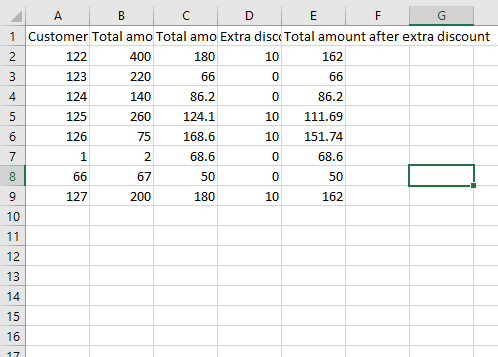 A B C D E F G
1 Customer Total amo Total amo Extra disc Total amount after extra discount
2 122 400 180 10 162
3 123 220 66 0 66
4 124 140 86.2 0 86.2
5 125 260 124.1 10 111.69
6 126 75 168.6 10 151.74
7 1 2 68.6 0 68.6
8 66 67 50 0 50
9 127 200 180 10 162
10
11
12
13
14
15
16
17